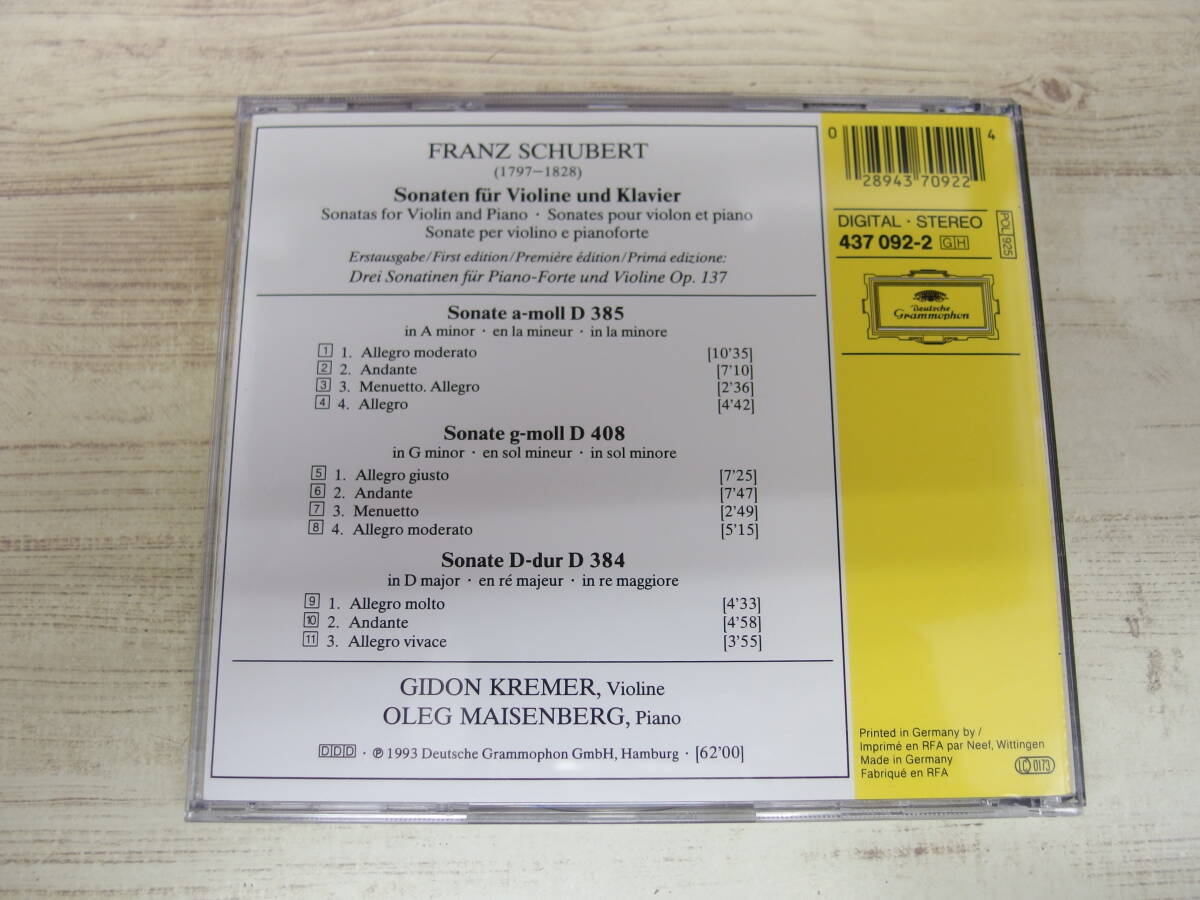 FRANZ SCHUBERT
(1797–1828)
Sonaten für Violine und Klavier
Sonatas for Violin and Piano · Sonates pour violon et piano
Sonate per violino e pianoforte
Erstausgabe/First edition/Première édition/Prima edizione:
Drei Sonatinen für Piano-Forte und Violine Op. 137
Sonate a-moll D 385
in A minor · en la mineur · in la minore
1 1. Allegro moderato [10'35]
2 2. Andante [7'10]
3 3. Menuetto. Allegro [2'36]
4 4. Allegro [4'42]
Sonate g-moll D 408
in G minor · en sol mineur · in sol minore
5 1. Allegro giusto [7'25]
6 2. Andante [7'47]
7 3. Menuetto [2'49]
8 4. Allegro moderato [5'15]
Sonate D-dur D 384
in D major · en ré majeur · in re maggiore
9 1. Allegro molto [4'33]
10 2. Andante [4'58]
11 3. Allegro vivace [3'55]
GIDON KREMER, Violine
OLEG MAISENBERG, Piano
DDD · ℗ 1993 Deutsche Grammophon GmbH, Hamburg · [62'00]
0 28943 70922 4
DIGITAL · STEREO
437 092-2 GH
POL 925
Deutsche
Grammophon
Printed in Germany by/
Imprimé en RFA par Neef, Wittingen
Made in Germany
Fabriqué en RFA
LC 0173